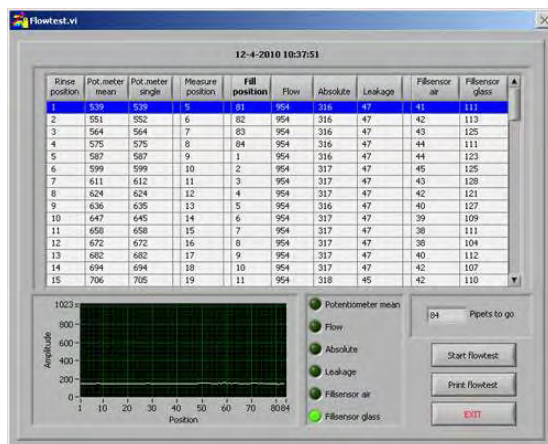 Flowtest.vi
12-4-2010 10:37:51
Rinse position Pot.meter mean Pot.meter single Measure position Fill position Flow Absolute Leakage Fillsensor air Fillsensor glass
1 539 539 5 81 954 316 47 41 111
2 551 552 6 82 954 316 47 42 113
3 564 564 7 83 954 316 47 43 125
4 575 575 8 84 954 316 47 44 111
5 587 587 9 1 954 316 47 44 123
6 599 599 10 2 954 317 47 45 125
7 611 612 11 3 954 317 47 43 128
8 624 624 12 4 954 317 47 42 121
9 636 635 13 5 954 316 47 40 127
10 647 645 14 6 954 317 47 39 109
11 658 658 15 7 954 317 47 38 111
12 672 672 16 8 954 317 47 38 104
13 682 682 17 9 954 317 47 40 112
14 694 694 18 10 954 317 47 42 107
15 706 705 19 11 954 318 45 42 110
1023
800
600
400
200
0
Amplitude
1 10 20 30 40 50 60 70 80 84
Position
Potentiometer mean
Flow
Absolute
Leakage
Fillsensor air
Fillsensor glass
84 Pipets to go
Start flowtest
Print flowtest
EXIT